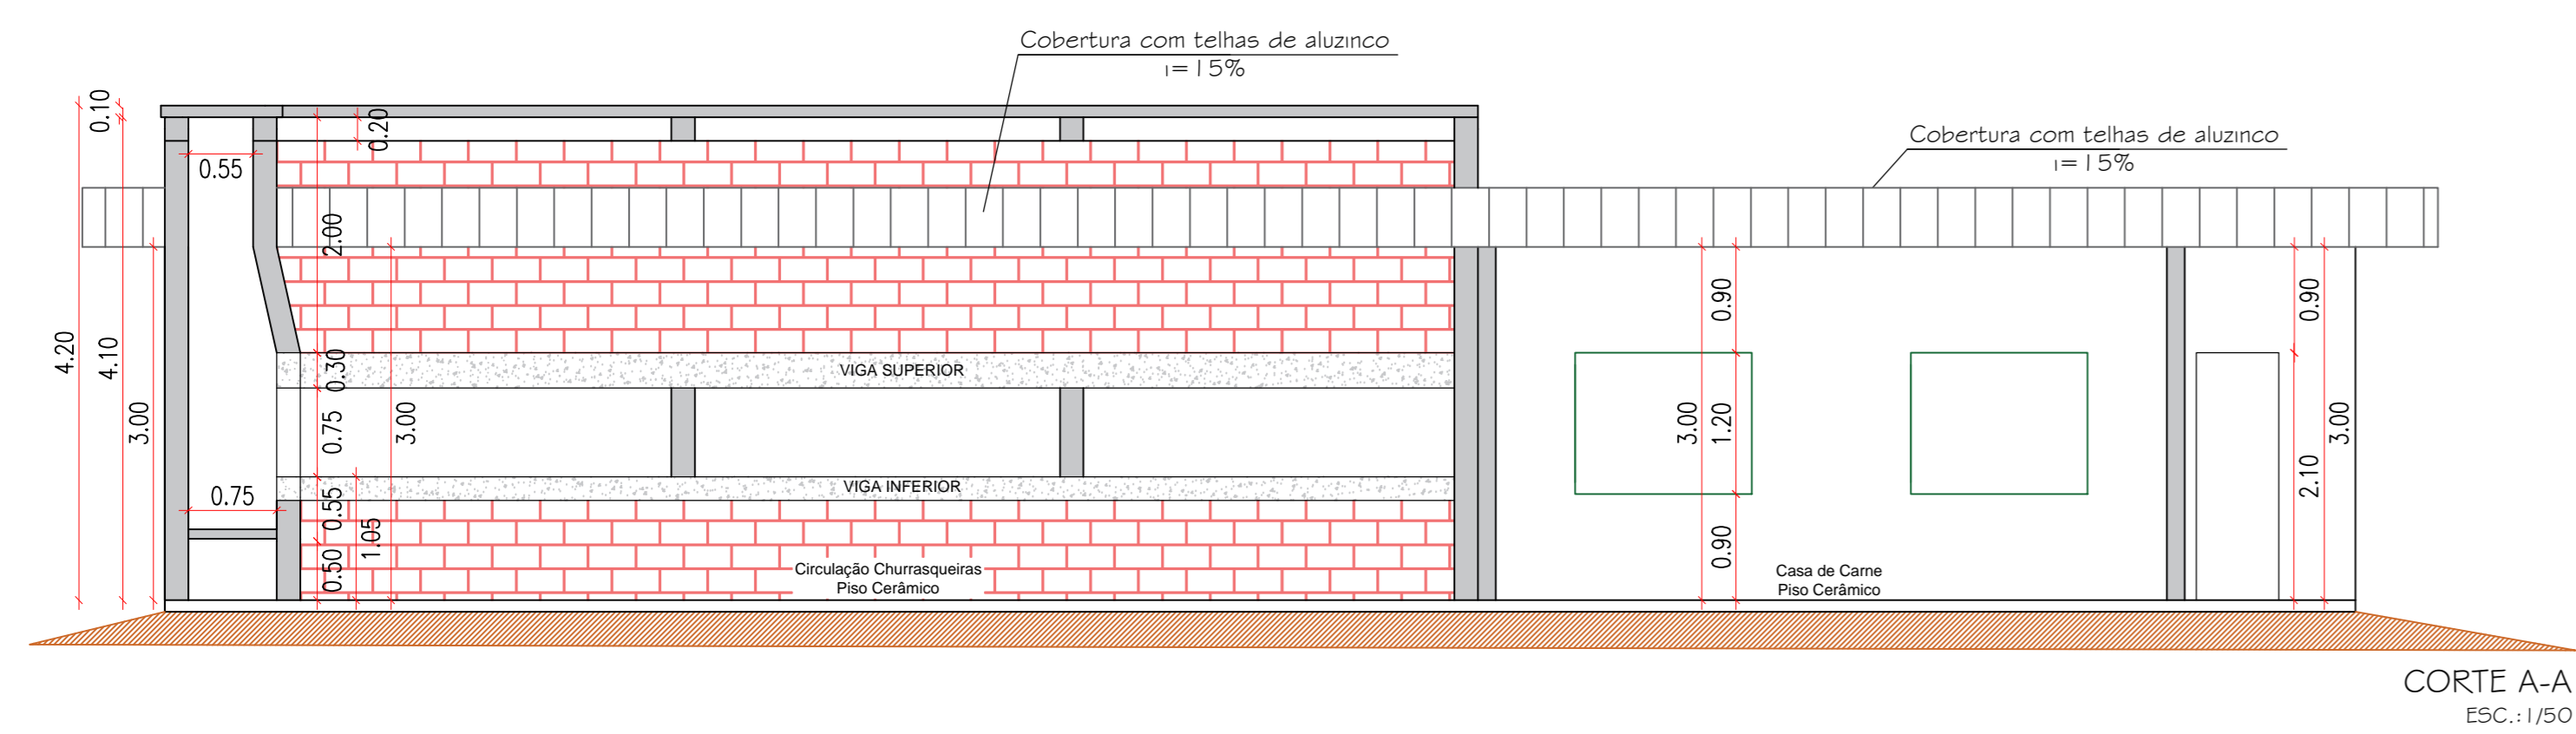 Cobertura com telhas de aluzinco
i=15%
Cobertura com telhas de aluzinco
i=15%
0.10
0.20
0.55
2.00
4.20
4.10
3.00
0.30
0.75
3.00
VIGA SUPERIOR
0.90
3.00
1.20
0.90
0.90
3.00
2.10
0.75
0.55
1.05
0.50
VIGA INFERIOR
Circulação Churrasqueiras
Piso Cerâmico
Casa de Carne
Piso Cerâmico
CORTE A-A
ESC.:1/50